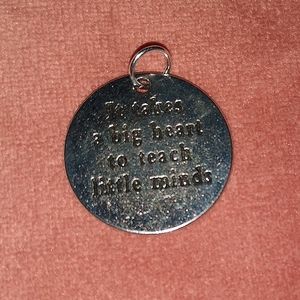 It takes
a big heart
to teach
little minds